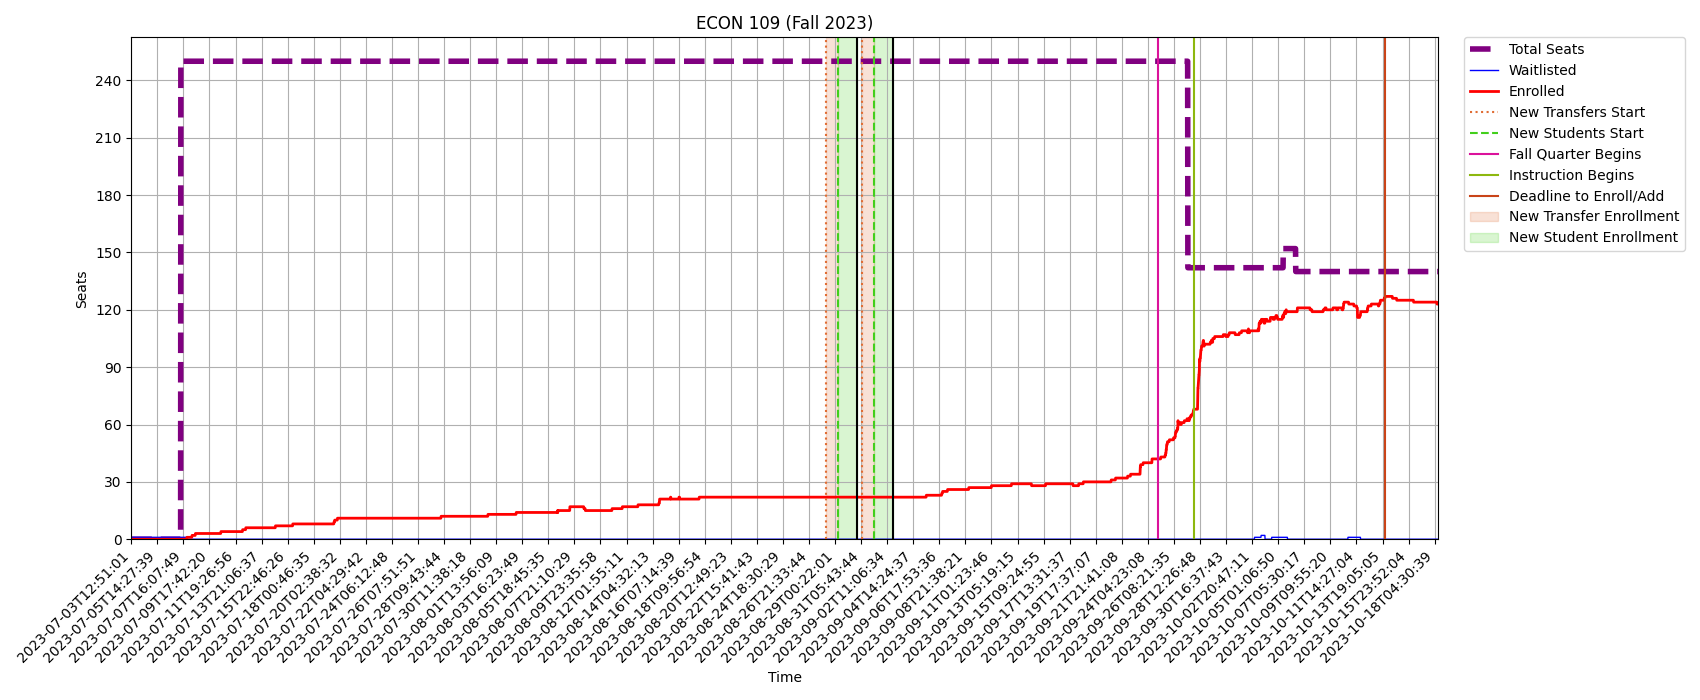 ECON 109 (Fall 2023)
Total Seats
Waitlisted
Enrolled
New Transfers Start
New Students Start
Fall Quarter Begins
Instruction Begins
Deadline to Enroll/Add
New Transfer Enrollment
New Student Enrollment
Seats
240
210
180
150
120
90
60
30
0
2023-07-03T12:51:01
2023-07-05T14:27:39
2023-07-07T16:07:49
2023-07-09T17:42:20
2023-07-11T19:26:56
2023-07-13T21:06:37
2023-07-15T22:46:26
2023-07-18T00:46:35
2023-07-20T02:38:32
2023-07-22T04:29:42
2023-07-24T06:12:48
2023-07-26T07:51:51
2023-07-28T09:43:44
2023-07-30T11:38:18
2023-08-01T13:56:09
2023-08-03T16:23:49
2023-08-05T18:45:35
2023-08-07T21:10:29
2023-08-09T23:35:58
2023-08-12T01:55:11
2023-08-14T04:32:13
2023-08-16T07:14:39
2023-08-18T09:56:54
2023-08-20T12:49:23
2023-08-22T15:41:43
2023-08-24T18:30:29
2023-08-26T21:33:44
2023-08-29T00:22:01
2023-08-31T05:43:44
2023-09-02T11:06:34
2023-09-04T14:24:37
2023-09-06T17:53:36
2023-09-08T21:38:21
2023-09-11T01:23:46
2023-09-13T05:19:15
2023-09-15T09:24:55
2023-09-17T13:31:37
2023-09-19T17:37:07
2023-09-21T21:41:08
2023-09-24T04:23:08
2023-09-26T08:21:35
2023-09-28T12:26:48
2023-09-30T16:37:43
2023-10-02T20:47:11
2023-10-05T01:06:50
2023-10-07T05:30:17
2023-10-09T09:55:20
2023-10-11T14:27:04
2023-10-13T19:05:05
2023-10-15T23:52:04
2023-10-18T04:30:39
Time